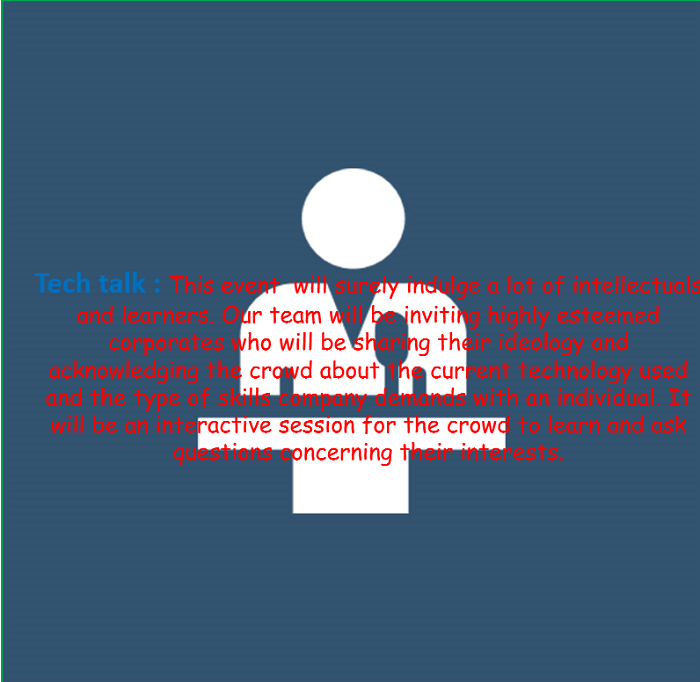 Tech talk : This event  will surely indulge a lot of intellectuals
and learners. Our team will be inviting highly esteemed
corporates who will be sharing their ideology and
acknowledging the crowd about the current technology used
and the type of skills company demands with an individual. It
will be an interactive session for the crowd to learn and ask
questions concerning their interests.